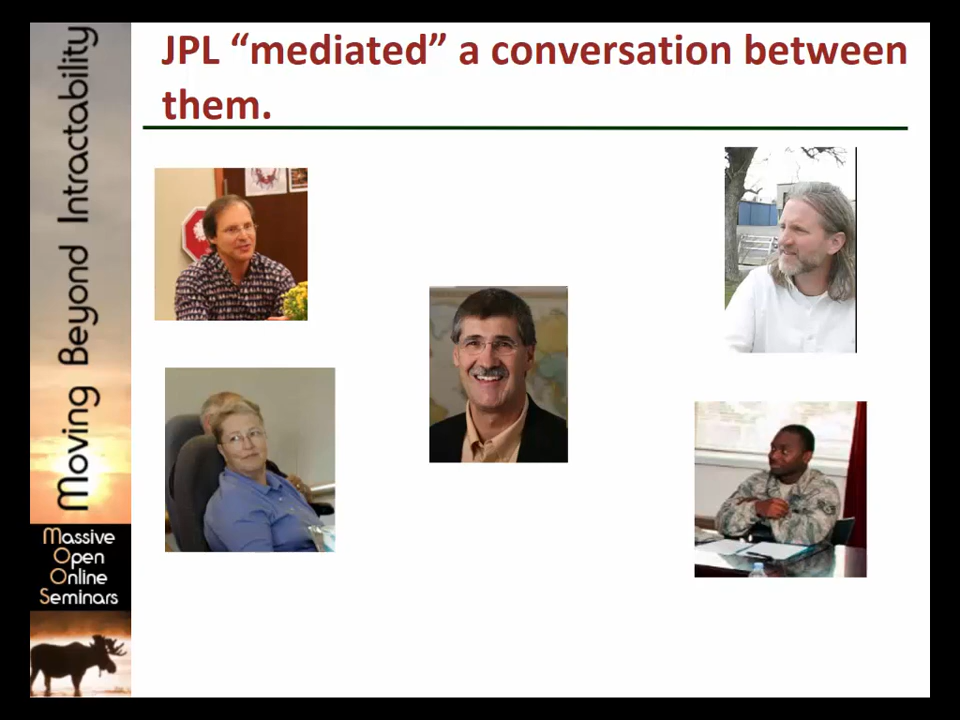 JPL “mediated” a conversation between
them.
Moving Beyond Intractability
Massive
Open
Online
Seminars